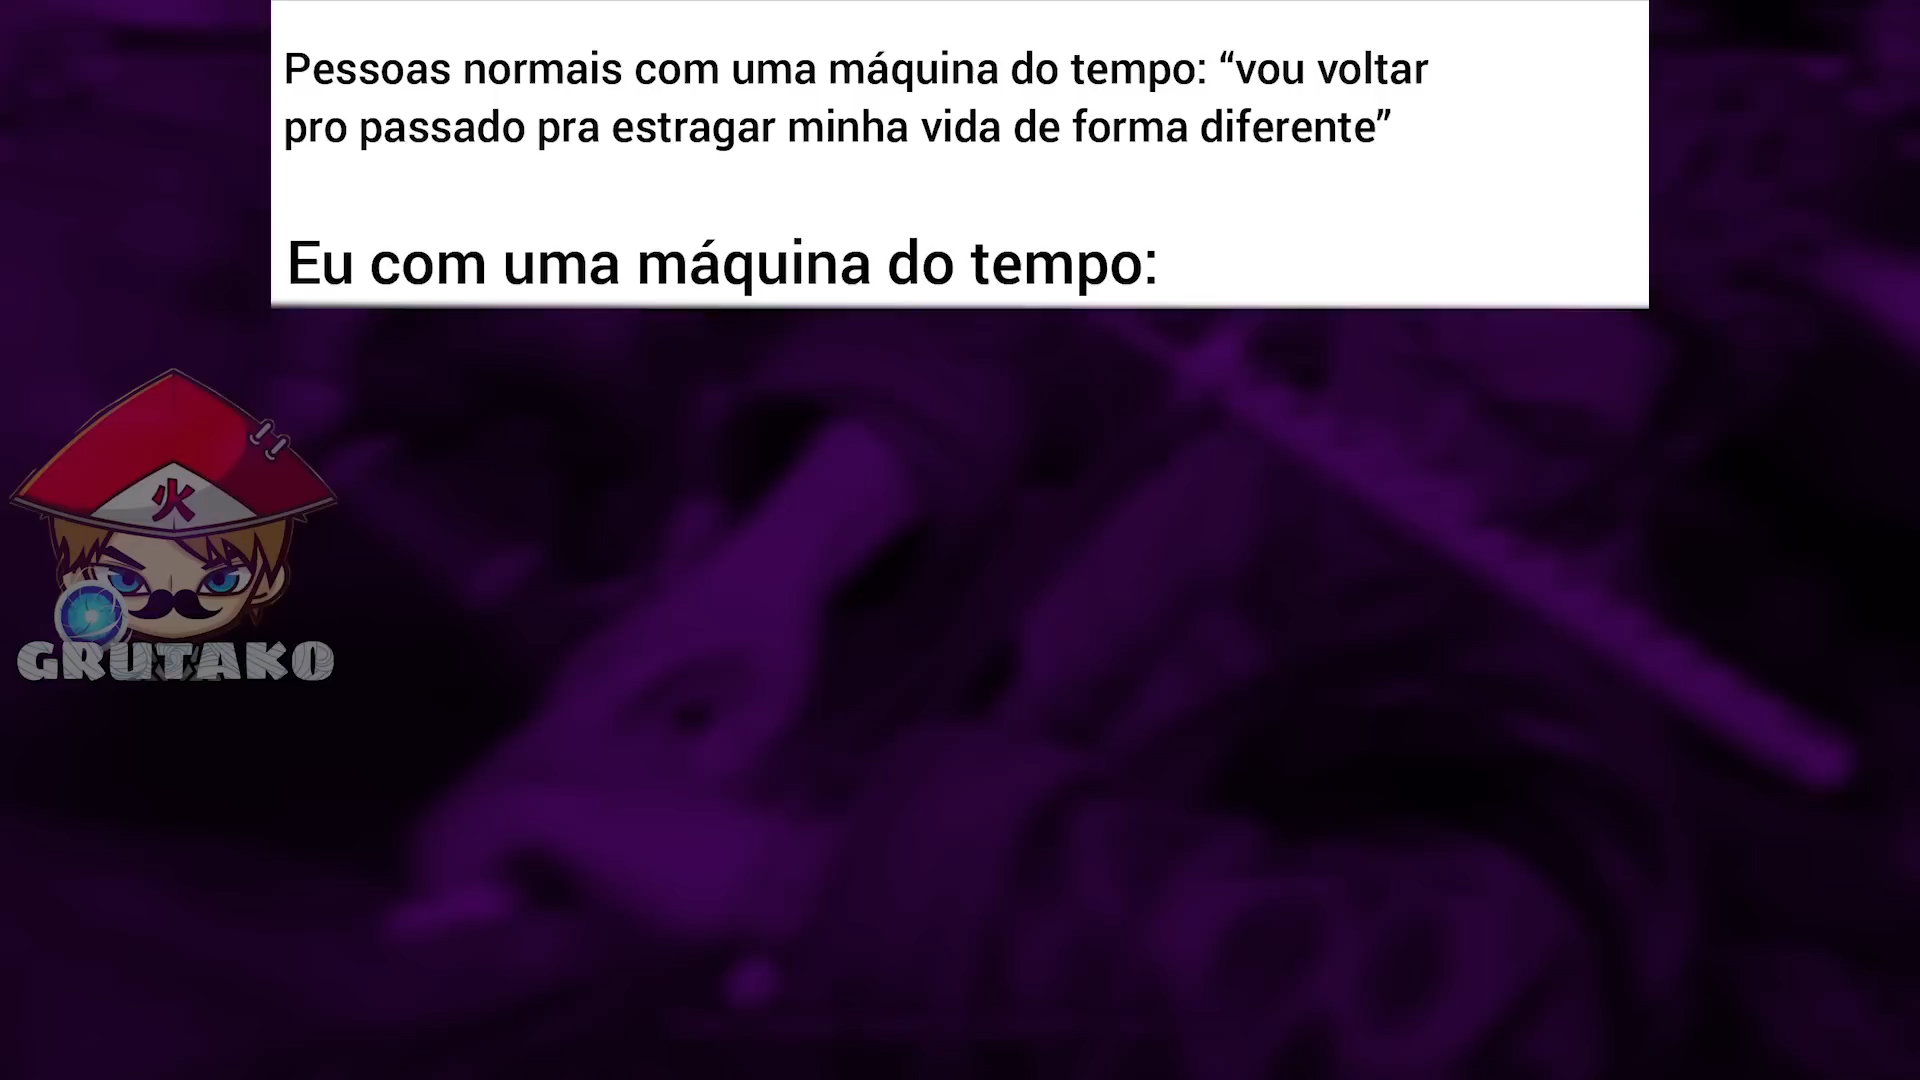 Pessoas normais com uma máquina do tempo: “vou voltar
pro passado pra estragar minha vida de forma diferente”
Eu com uma máquina do tempo:
火
GRUTAKO